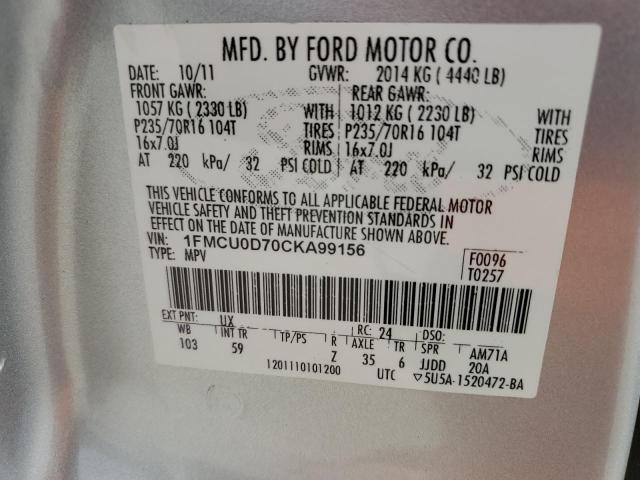 MFD. BY FORD MOTOR CO.
DATE: 10/11 GVWR: 2014 KG ( 4440 LB)
FRONT GAWR: REAR GAWR:
1057 KG ( 2330 LB) WITH 1012 KG ( 2230 LB) WITH
P235/70R16 104T TIRES P235/70R16 104T TIRES
16x7.0J RIMS 16x7.0J RIMS
AT 220 kPa/ 32 PSI COLD AT 220 kPa/ 32 PSI COLD
THIS VEHICLE CONFORMS TO ALL APPLICABLE FEDERAL MOTOR
VEHICLE SAFETY AND THEFT PREVENTION STANDARDS IN
EFFECT ON THE DATE OF MANUFACTURE SHOWN ABOVE.
VIN: 1FMCU0D70CKA99156
TYPE: MPV
F0096
T0257
EXT PNT: UX RC: 24 DSO:
WB INT TR TP/PS R AXLE TR SPR AM71A
103 59 Z 35 6 JJDD 20A
1201110101200 UTC ▽5U5A-1520472-BA